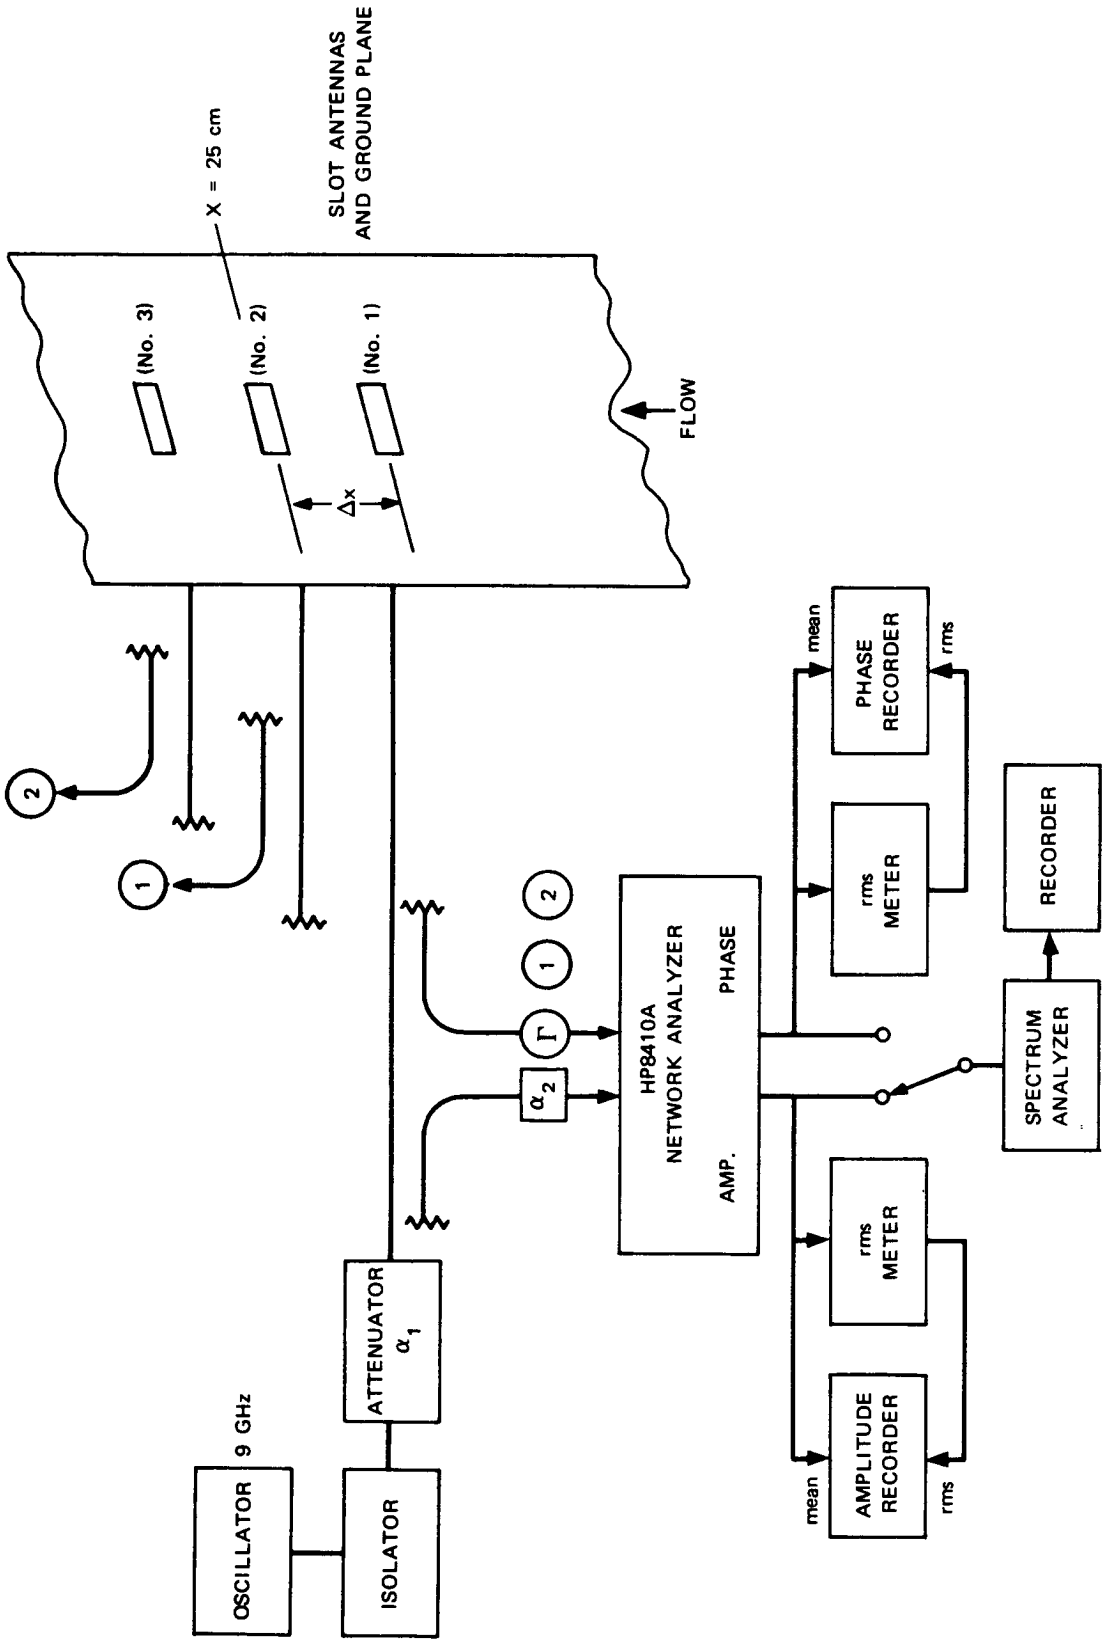 OSCILLATOR
9 GHz
ISOLATOR
ATTENUATOR
α1
2
1
X = 25 cm
(No. 3)
(No. 2)
(No. 1)
Δx
SLOT ANTENNAS
AND GROUND PLANE
FLOW
α2
Γ
1
2
HP8410A
NETWORK ANALYZER
AMP.
PHASE
mean
AMPLITUDE
RECORDER
rms
rms
METER
rms
METER
mean
PHASE
RECORDER
rms
SPECTRUM
ANALYZER
RECORDER